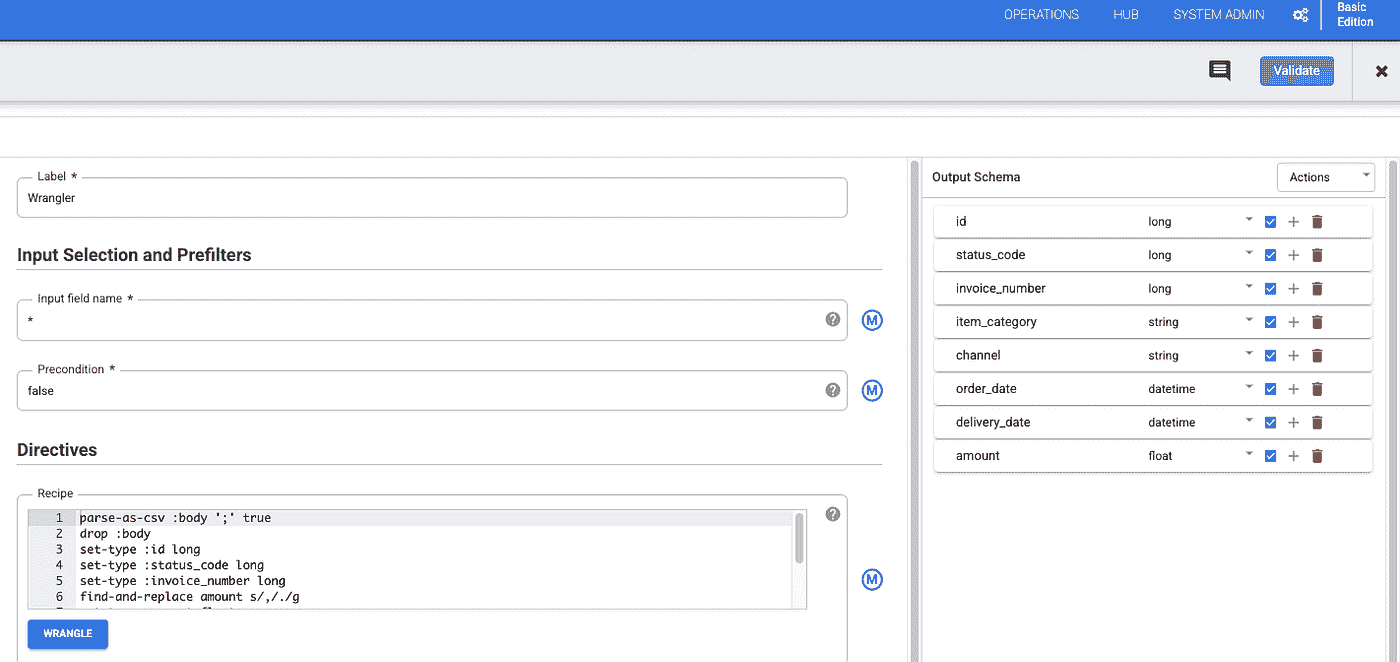 OPERATIONS HUB SYSTEM ADMIN Basic Edition
Validate
Label *
Wrangler
Input Selection and Prefilters
Input field name *
*
Precondition *
false
Directives
Recipe
1 parse-as-csv :body ';' true
2 drop :body
3 set-type :id long
4 set-type :status_code long
5 set-type :invoice_number long
6 find-and-replace amount s/,/./g
WRANGLE
M
M
M
Output Schema
Actions
id long
status_code long
invoice_number long
item_category string
channel string
order_date datetime
delivery_date datetime
amount float